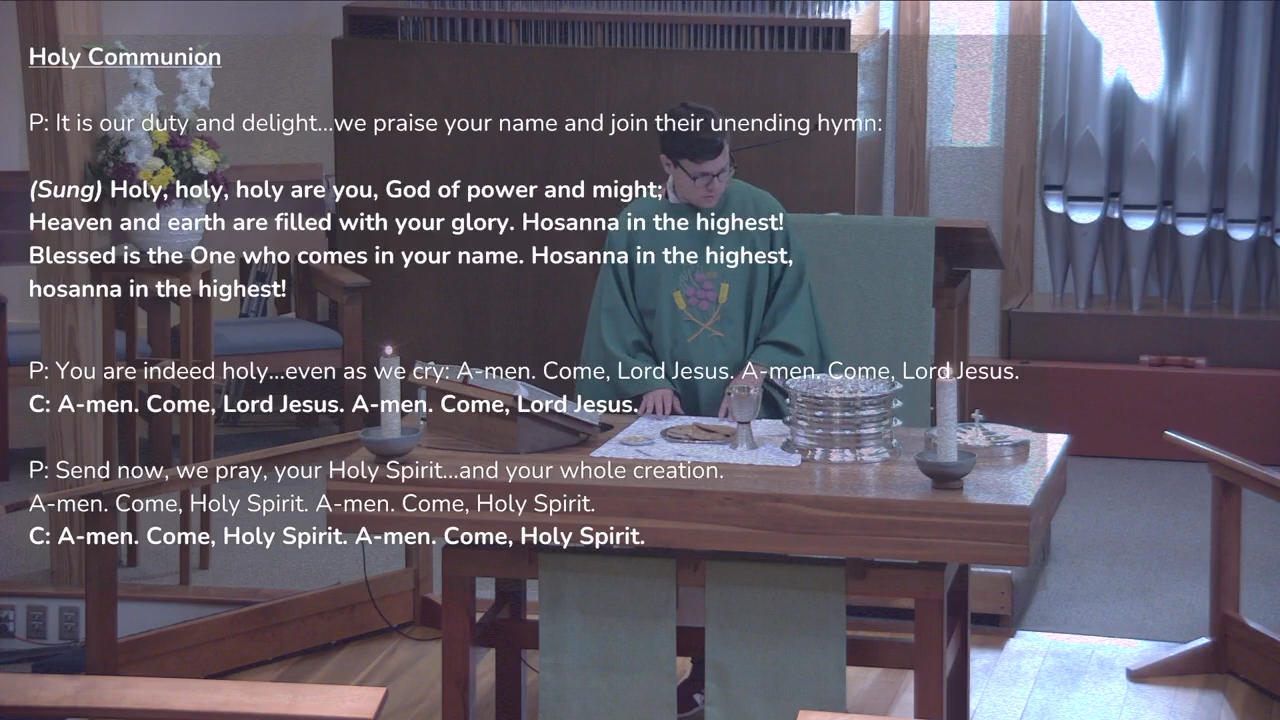 Holy Communion
P: It is our duty and delight...we praise your name and join their unending hymn:
(Sung) Holy, holy, holy are you, God of power and might;
Heaven and earth are filled with your glory. Hosanna in the highest!
Blessed is the One who comes in your name. Hosanna in the highest,
hosanna in the highest!
P: You are indeed holy...even as we cry: A-men. Come, Lord Jesus. A-men. Come, Lord Jesus.
C: A-men. Come, Lord Jesus. A-men. Come, Lord Jesus.
P: Send now, we pray, your Holy Spirit...and your whole creation.
A-men. Come, Holy Spirit. A-men. Come, Holy Spirit.
C: A-men. Come, Holy Spirit. A-men. Come, Holy Spirit.